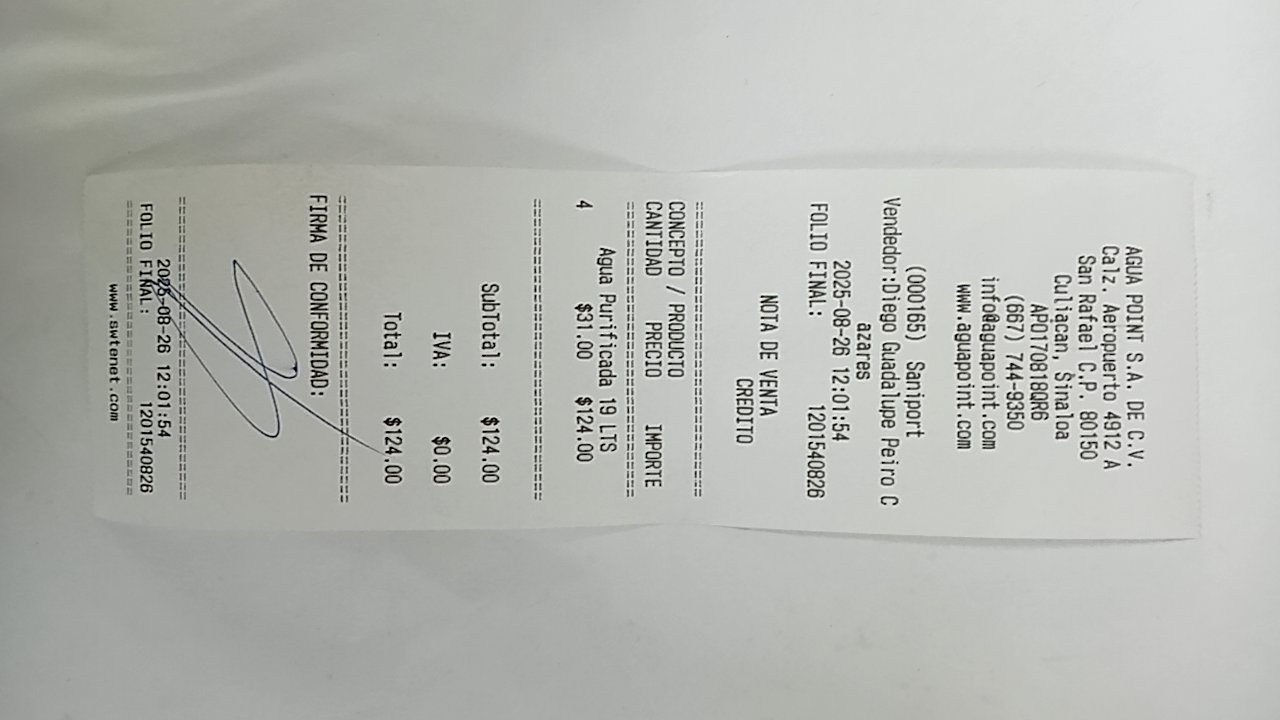 AGUA POINT S.A. DE C.V.
Calz. Aeropuerto 4912 A
San Rafael C.P. 80150
Culiacan, Sinaloa
APO170818QR6
(667) 744-9350
info@aguapoint.com
www.aguapoint.com
(000165) Saniport
Vendedor:Diego Guadalupe Peiro C
azares
2025-08-26 12:01:54
FOLIO FINAL: 1201540826
NOTA DE VENTA
CREDITO
================================
CONCEPTO / PRODUCTO
CANTIDAD PRECIO IMPORTE
================================
Agua Purificada 19 LTS
4 $31.00 $124.00
================================
SubTotal: $124.00
IVA: $0.00
Total: $124.00
================================
FIRMA DE CONFORMIDAD:
================================
2025-08-26 12:01:54
FOLIO FINAL: 1201540826
================================
www.swtenet.com